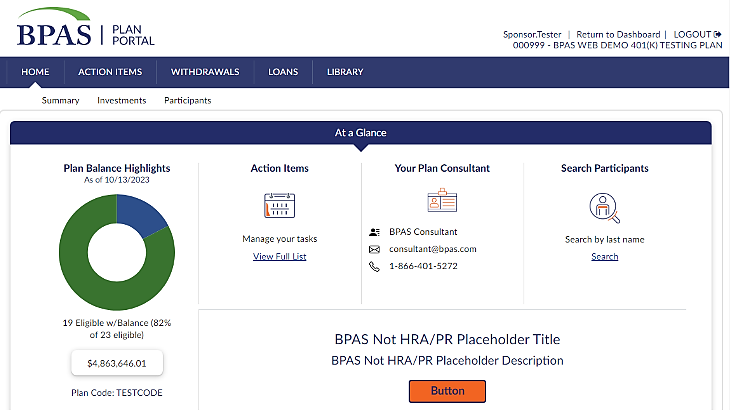 BPAS | PLAN PORTAL
Sponsor.Tester | Return to Dashboard | LOGOUT
000999 - BPAS WEB DEMO 401(K) TESTING PLAN
HOME ACTION ITEMS WITHDRAWALS LOANS LIBRARY
Summary Investments Participants
At a Glance
Plan Balance Highlights
As of 10/13/2023
19 Eligible w/Balance (82%
of 23 eligible)
$4,863,646.01
Plan Code: TESTCODE
Action Items
Manage your tasks
View Full List
Your Plan Consultant
BPAS Consultant
consultant@bpas.com
1-866-401-5272
Search Participants
Search by last name
Search
BPAS Not HRA/PR Placeholder Title
BPAS Not HRA/PR Placeholder Description
Button